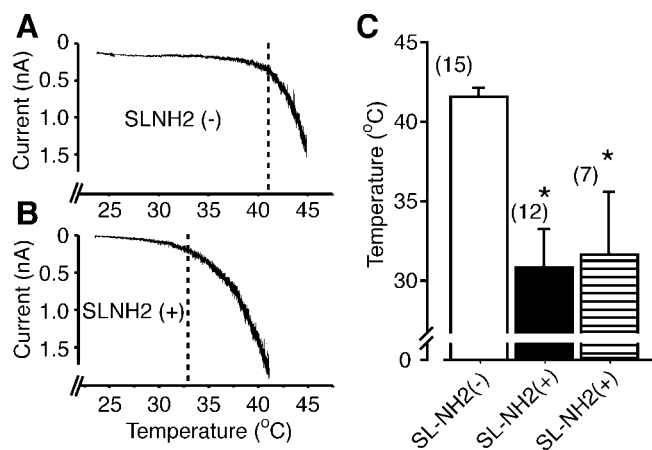 A
Current (nA)
0
0.5
1.0
1.5
SLNH2 (-)
25 30 35 40 45
B
Current (nA)
0
0.5
1.0
1.5
SLNH2 (+)
25 30 35 40 45
Temperature (°C)
C
Temperature (°C)
45
40
35
30
0
(15)
(12)
*
(7)
*
SL-NH2(-)
SL-NH2(+)
SL-NH2(+)